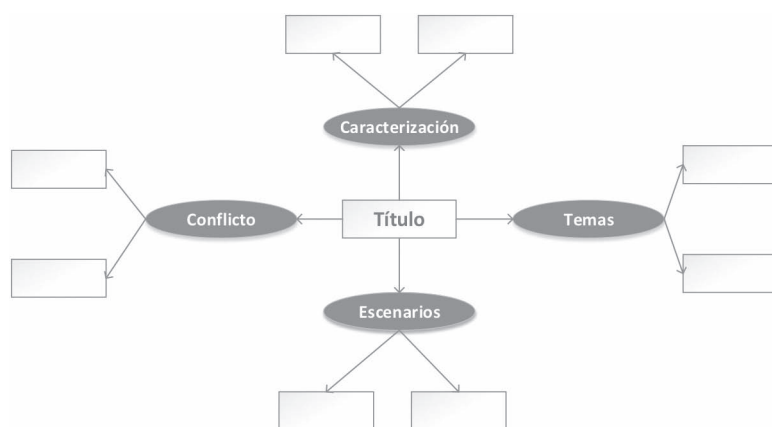 Caracterización
Conflicto
Título
Temas
Escenarios